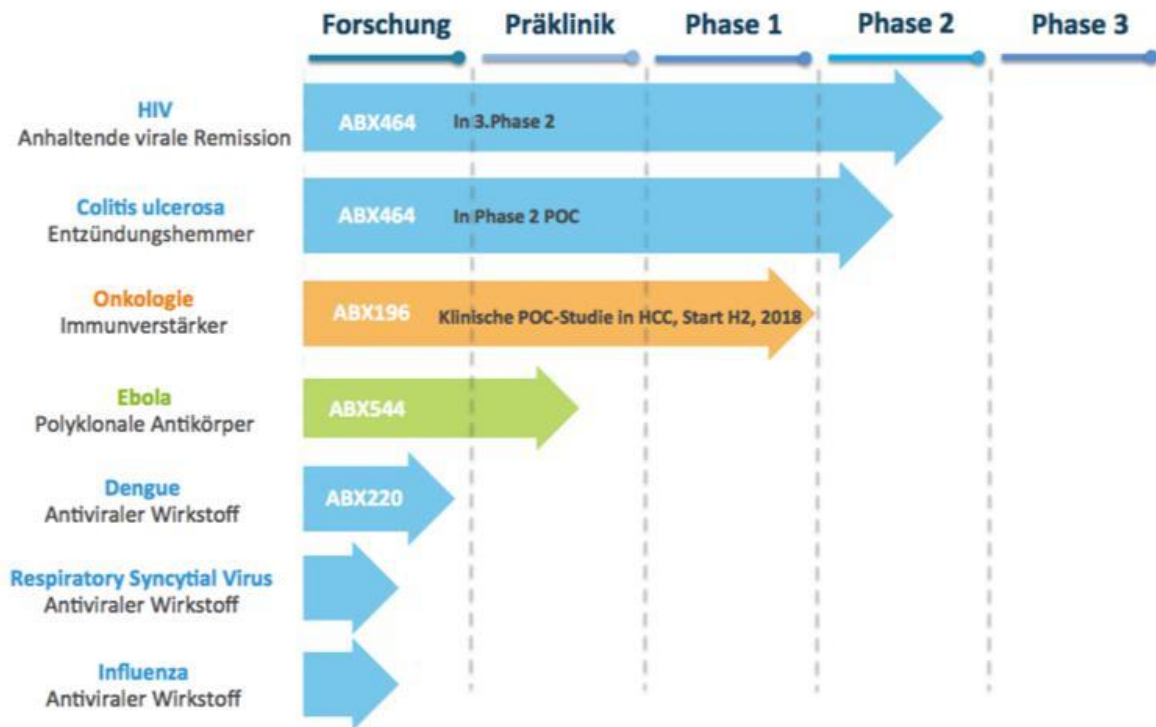 Forschung Präklinik Phase 1 Phase 2 Phase 3
HIV
Anhaltende virale Remission
ABX464 In 3.Phase 2
Colitis ulcerosa
Entzündungshemmer
ABX464 In Phase 2 POC
Onkologie
Immunverstärker
ABX196 Klinische POC-Studie in HCC, Start H2, 2018
Ebola
Polyklonale Antikörper
ABX544
Dengue
Antiviraler Wirkstoff
ABX220
Respiratory Syncytial Virus
Antiviraler Wirkstoff
Influenza
Antiviraler Wirkstoff